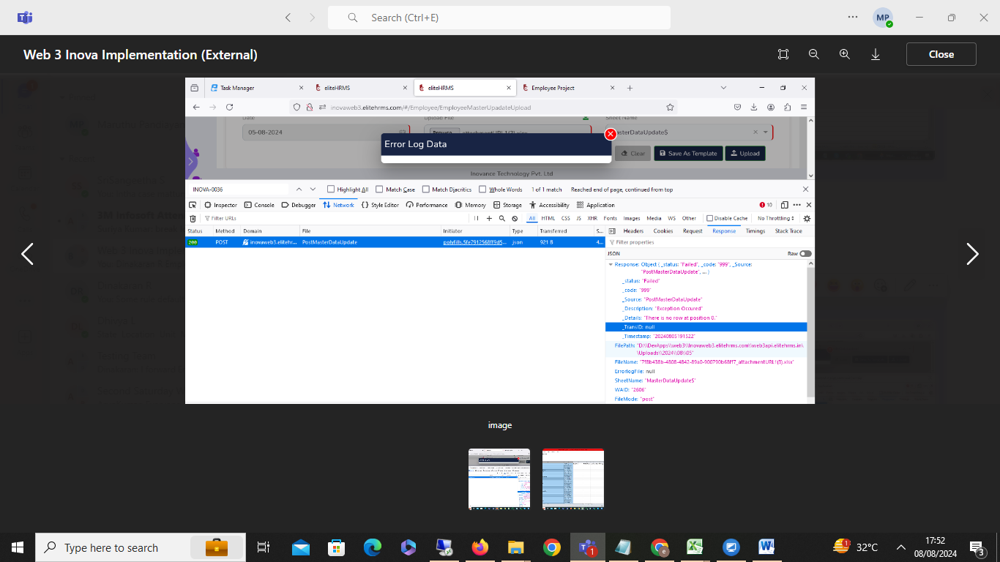 Search (Ctrl+E)
MP
Web 3 Inova Implementation (External)
Close
Task Manager
eliteHRMS
eliteHRMS
Employee Project
inovaweb3.elitehrms.com/#/Employee/EmployeeMasterUpadateUpload
Date
Upload File
Sheet Name
05-08-2024
Browse...
Error Log Data
Clear
Save As Template
Upload
Inovance Technology Pvt. Ltd
INOVA-0036
Highlight All
Match Case
Match Diacritics
Whole Words
1 of 1 match
Reached end of page, continued from top
Inspector
Console
Debugger
Network
Style Editor
Performance
Memory
Storage
Accessibility
Application
10
Filter URLs
All HTML CSS JS XHR Fonts Images Media WS Other
Disable Cache
No Throttling
Status Method Domain File Initiator Type Transferred S...
Headers Cookies Request Response Timings Stack Trace
200 POST inovaweb3.elitehr... PostMasterDataUpdate polyfills.5fe7912568ff9d5... json 921 B 4...
Filter properties
JSON
Raw
Response: Object { _status: "Failed", _code: "999", _Source:
"PostMasterDataUpdate", ... }
_status: "Failed"
_code: "999"
_Source: "PostMasterDataUpdate"
_Description: "Exception Occured"
_Details: "There is no row at position 0."
_TransID: null
_Timestamp: "20240805191522"
FilePath: "D:\\DevApps\\web3\\Inovaweb3.elitehrms.com\\web3api.elitehrms.in\
\Uploads\\2024\\08\\05"
FileName: "7f8b438b-4808-4842-89a0-900790b68ff7_attachmentURL1(3).xlsx"
ErrorlogFile: null
SheetName: "MasterDataUpdate$"
WAID: "2606"
FileMode: "post"
image
Type here to search
1
1
32°C
17:52
08/08/2024
3